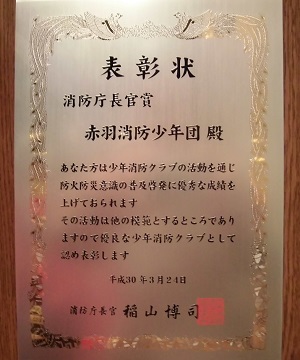 表彰状
消防庁長官賞
赤羽消防少年団 殿
あなた方は少年消防クラブの活動を通じ
防火防災意識の普及啓発に優秀な成績を
上げておられます
その活動は他の模範とするところであり
ますので優良な少年消防クラブとして
認め表彰します
平成30年3月24日
消防庁長官 稲山博司